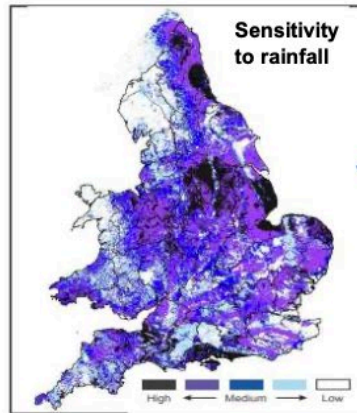 Sensitivity
to rainfall
High ← Medium → Low